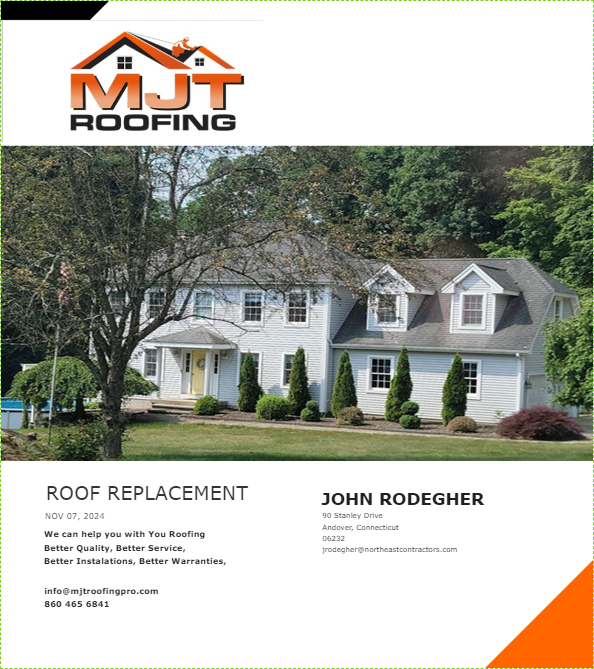 MJT
ROOFING
ROOF REPLACEMENT
NOV 07, 2024
We can help you with You Roofing
Better Quality, Better Service,
Better Instalations, Better Warranties,
info@mjtroofingpro.com
860 465 6841
JOHN RODEGHER
90 Stanley Drive
Andover, Connecticut
06232
jrodegher@northeastcontractors.com